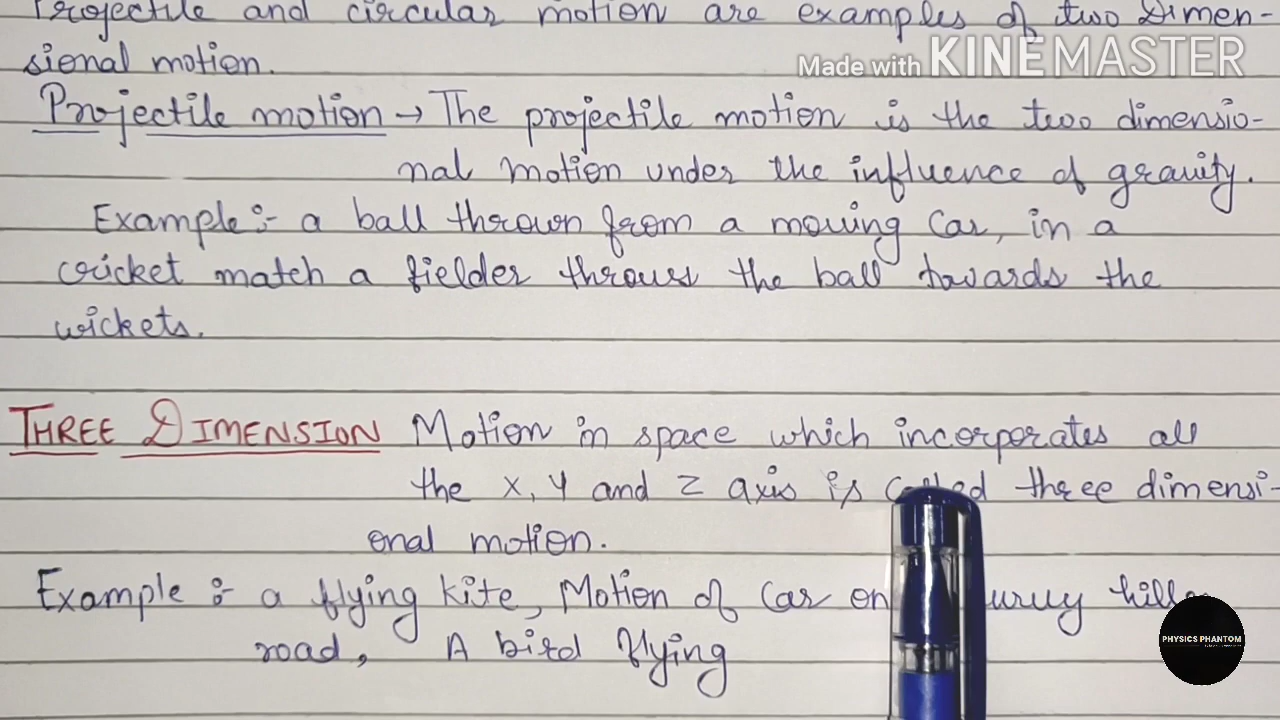 Projectile and circular motion are examples of two Dimen-
sional motion.
Made with KINEMASTER
Projectile motion → The projectile motion is the two dimensio-
nal motion under the influence of gravity.
Example :- a ball thrown from a moving Car, in a
cricket match a fielder throws the ball towards the
wickets.
THREE DIMENSION Motion in space which incorporates all
the X, Y and Z axis is called three dimensi-
onal motion.
Example :- a flying kite, Motion of Car on
road, A bird flying
PHYSICS PHANTOM